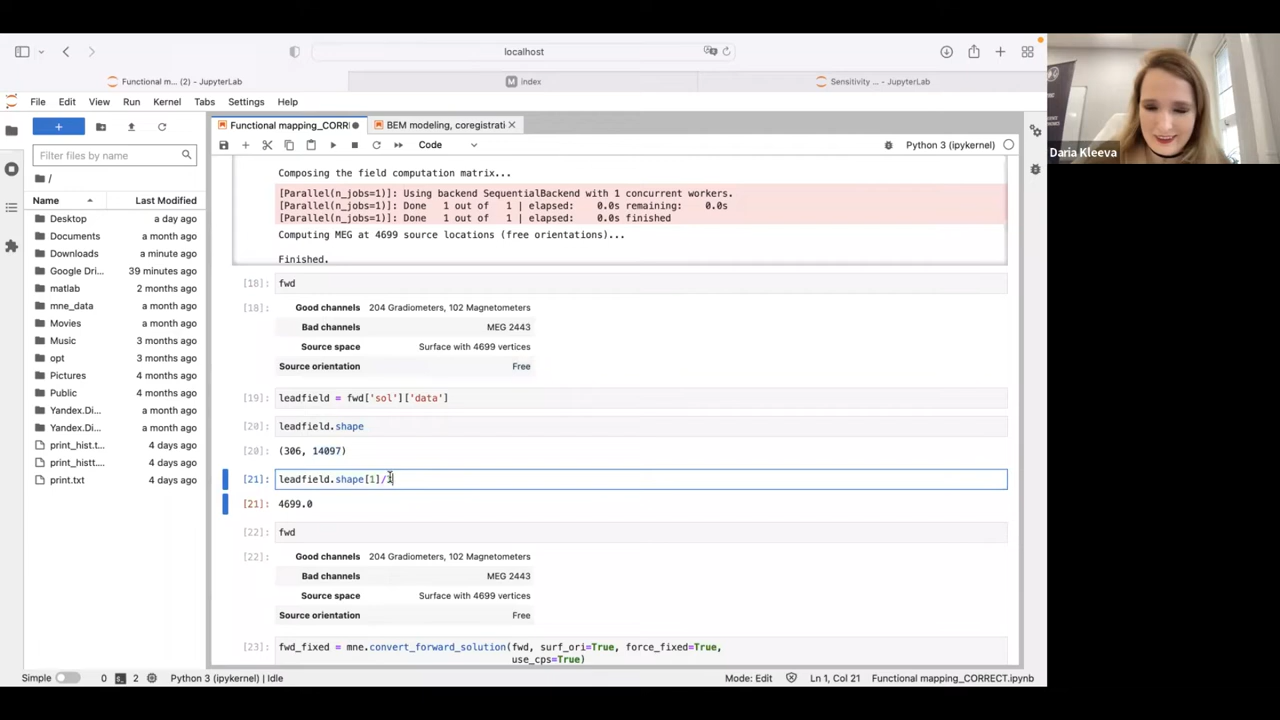 localhost
Functional m... (2) - JupyterLab
index
Sensitivity ... - JupyterLab
File Edit View Run Kernel Tabs Settings Help
Daria Kleeva
Functional mapping_CORR
BEM modeling, coregistrati
Filter files by name
Code
Python 3 (ipykernel)
/
Name Last Modified
Desktop a day ago
Documents a month ago
Downloads a minute ago
Google Dri... 39 minutes ago
matlab 2 months ago
mne_data a month ago
Movies a month ago
Music 3 months ago
opt a month ago
Pictures 4 months ago
Public 4 months ago
Yandex.Di... a month ago
Yandex.Di... a month ago
print_hist.t... 4 days ago
print_histt.... 4 days ago
print.txt 4 days ago
Composing the field computation matrix...
[Parallel(n_jobs=1)]: Using backend SequentialBackend with 1 concurrent workers.
[Parallel(n_jobs=1)]: Done 1 out of 1 | elapsed: 0.0s remaining: 0.0s
[Parallel(n_jobs=1)]: Done 1 out of 1 | elapsed: 0.0s finished
Computing MEG at 4699 source locations (free orientations)...
Finished.
[18]: fwd
[18]: Good channels 204 Gradiometers, 102 Magnetometers
Bad channels MEG 2443
Source space Surface with 4699 vertices
Source orientation Free
[19]: leadfield = fwd['sol']['data']
[20]: leadfield.shape
[20]: (306, 14097)
[21]: leadfield.shape[1]/
[21]: 4699.0
[22]: fwd
[22]: Good channels 204 Gradiometers, 102 Magnetometers
Bad channels MEG 2443
Source space Surface with 4699 vertices
Source orientation Free
[23]: fwd_fixed = mne.convert_forward_solution(fwd, surf_ori=True, force_fixed=True,
use_cps=True)
Simple 0 2 Python 3 (ipykernel) | Idle Mode: Edit Ln 1, Col 21 Functional mapping_CORRECT.ipynb